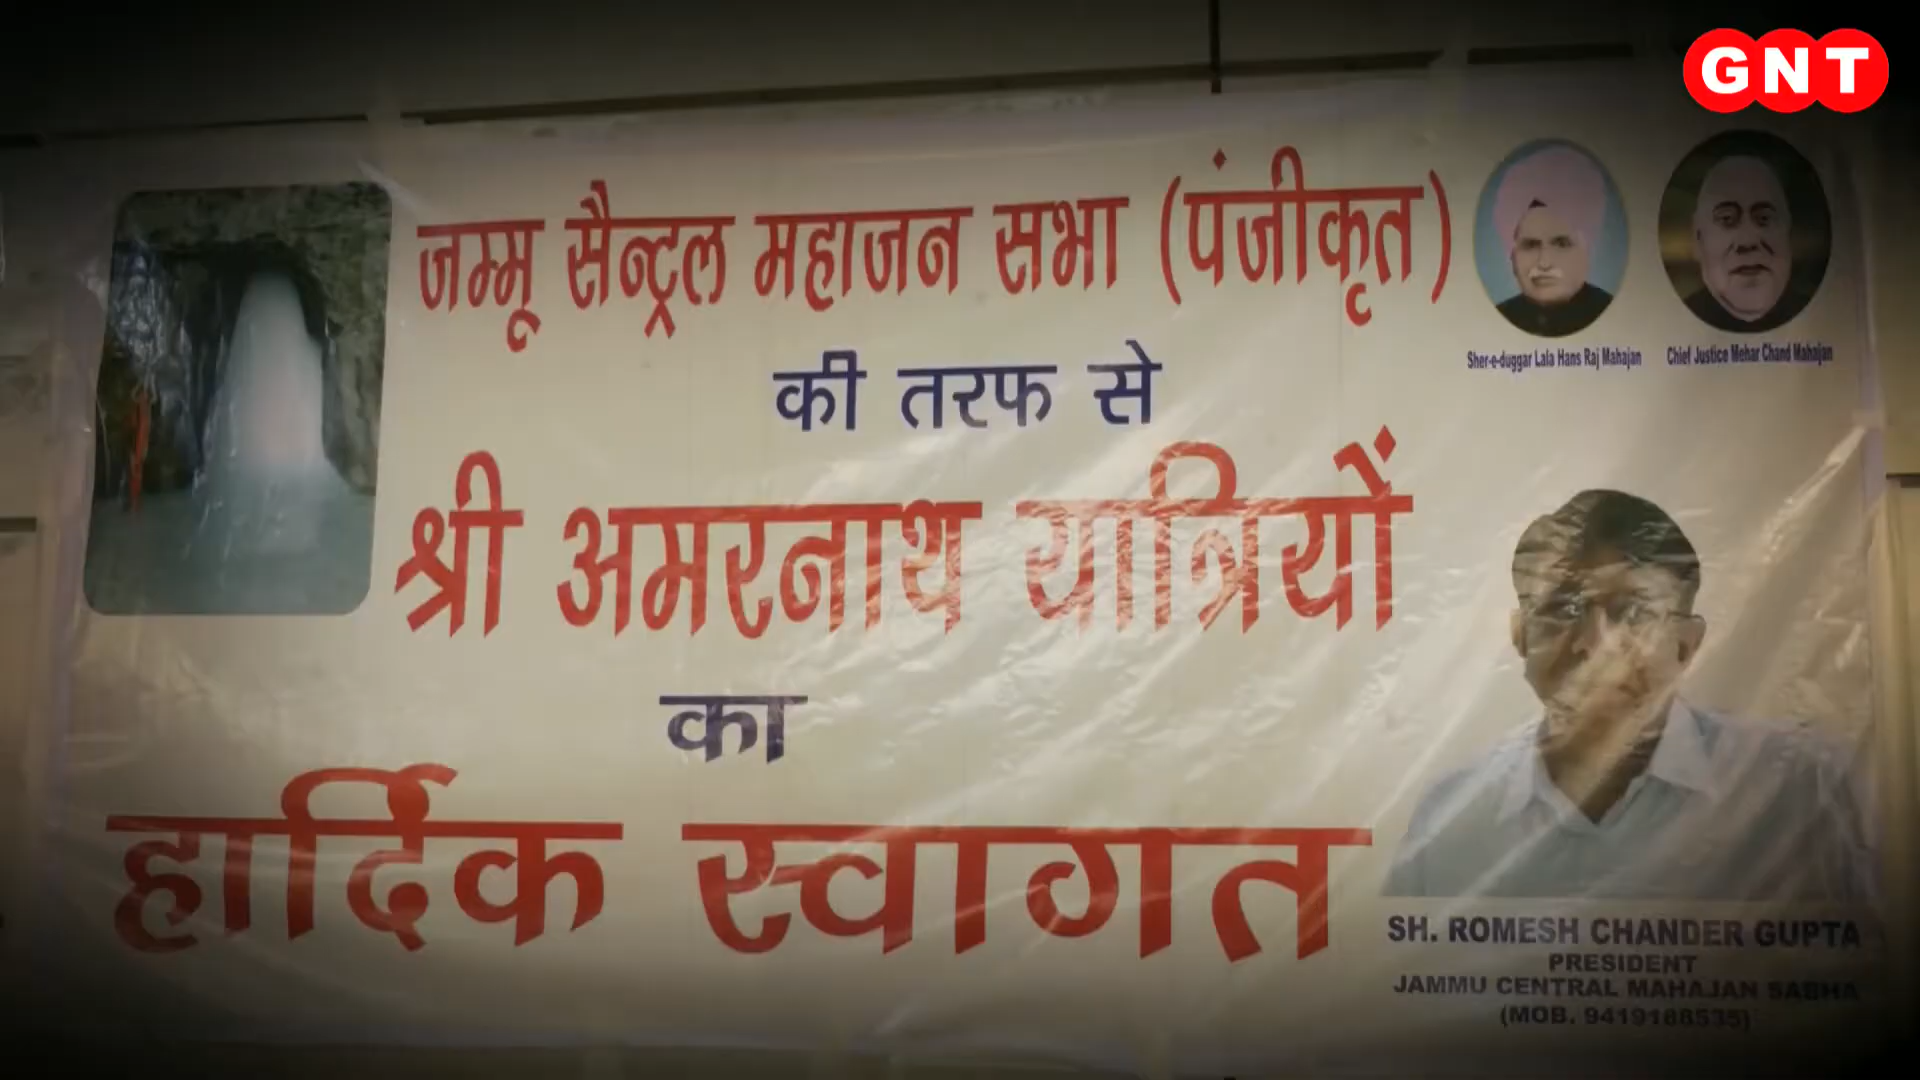 GNT
जम्मू सैन्ट्रल महाजन सभा (पंजीकृत)
Sher-e-duggar Lala Hans Raj Mahajan
Chief Justice Mehar Chand Mahajan
की तरफ से
श्री अमरनाथ यात्रियों
का
हार्दिक स्वागत
SH. ROMESH CHANDER GUPTA
PRESIDENT
JAMMU CENTRAL MAHAJAN SABHA
(MOB.